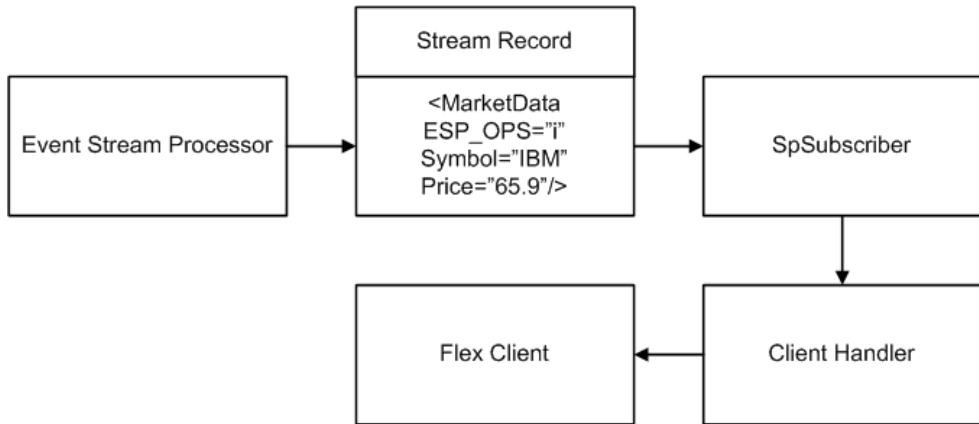 Stream Record
Event Stream Processor
<MarketData
ESP_OPS=”i”
Symbol=”IBM”
Price=”65.9”/>
SpSubscriber
Flex Client
Client Handler